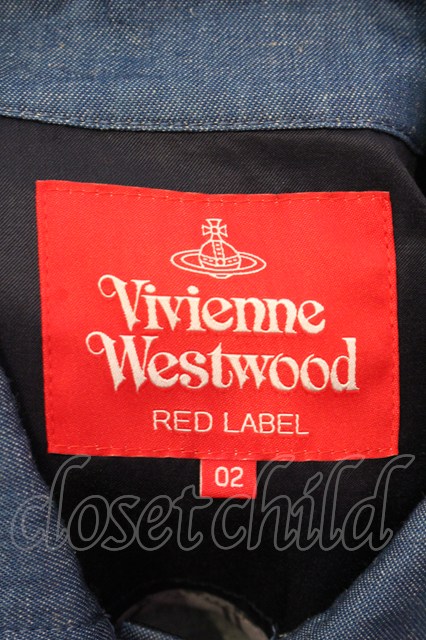 Vivienne
Westwood
RED LABEL
02
closetchild